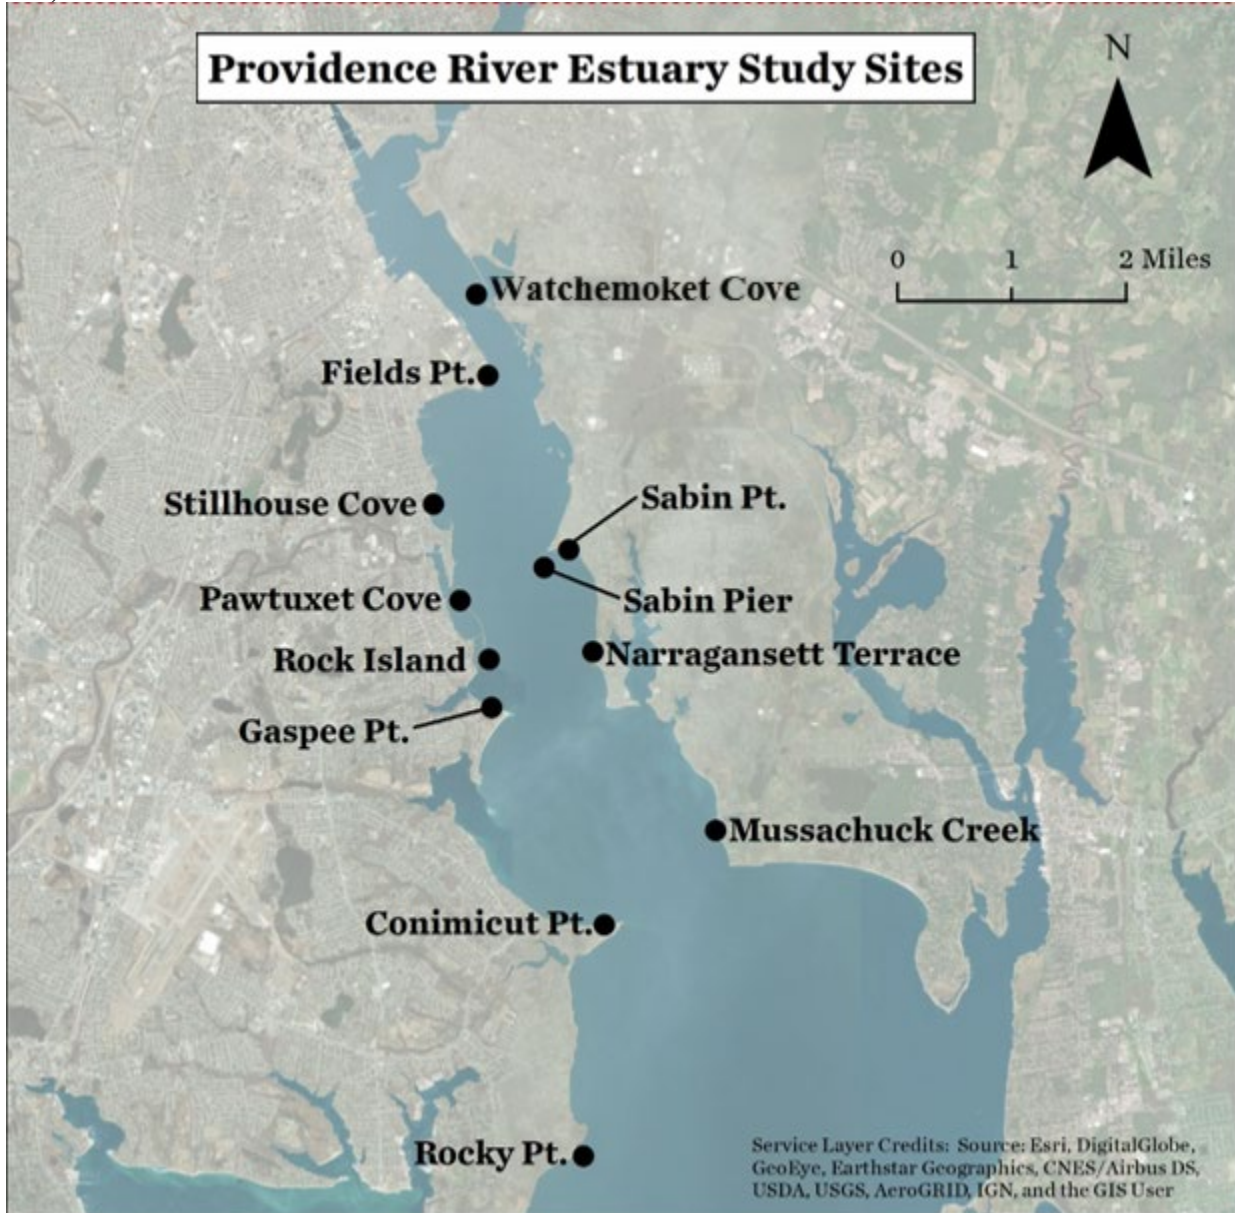 Providence River Estuary Study Sites
N
0 1 2 Miles
Watchemoket Cove
Fields Pt.
Stillhouse Cove
Sabin Pt.
Pawtuxet Cove
Sabin Pier
Rock Island
Narragansett Terrace
Gaspee Pt.
Mussachuck Creek
Conimicut Pt.
Rocky Pt.
Service Layer Credits: Source: Esri, DigitalGlobe,
GeoEye, Earthstar Geographics, CNES/Airbus DS,
USDA, USGS, AeroGRID, IGN, and the GIS User